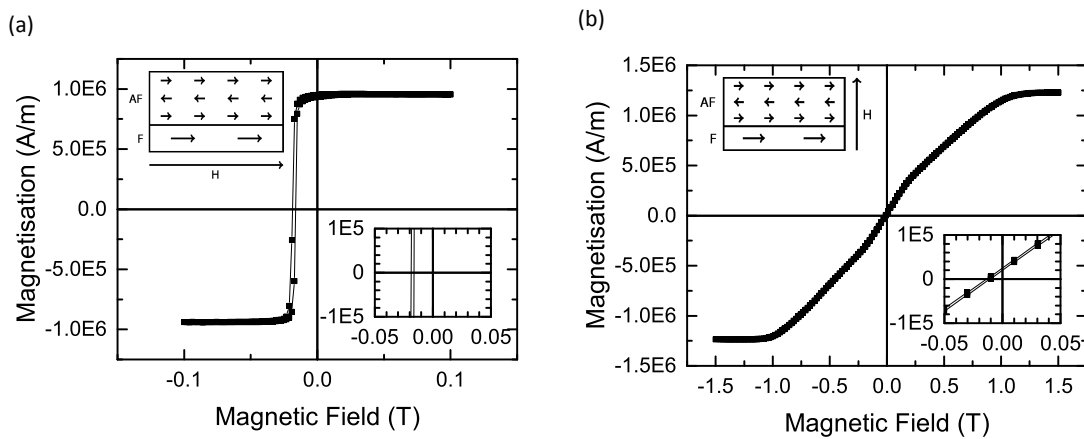 (a)
Magnetisation (A/m)
1.0E6
5.0E5
0.0
-5.0E5
-1.0E6
-0.1
0.0
0.1
Magnetic Field (T)
AF
F
H
1E5
0
-1E5
-0.05
0.00
0.05
(b)
Magnetisation (A/m)
1.5E6
1.0E6
5.0E5
0.0
-5.0E5
-1.0E6
-1.5E6
-1.5
-1.0
-0.5
0.0
0.5
1.0
1.5
Magnetic Field (T)
AF
F
H
1E5
0
-1E5
-0.05
0.00
0.05